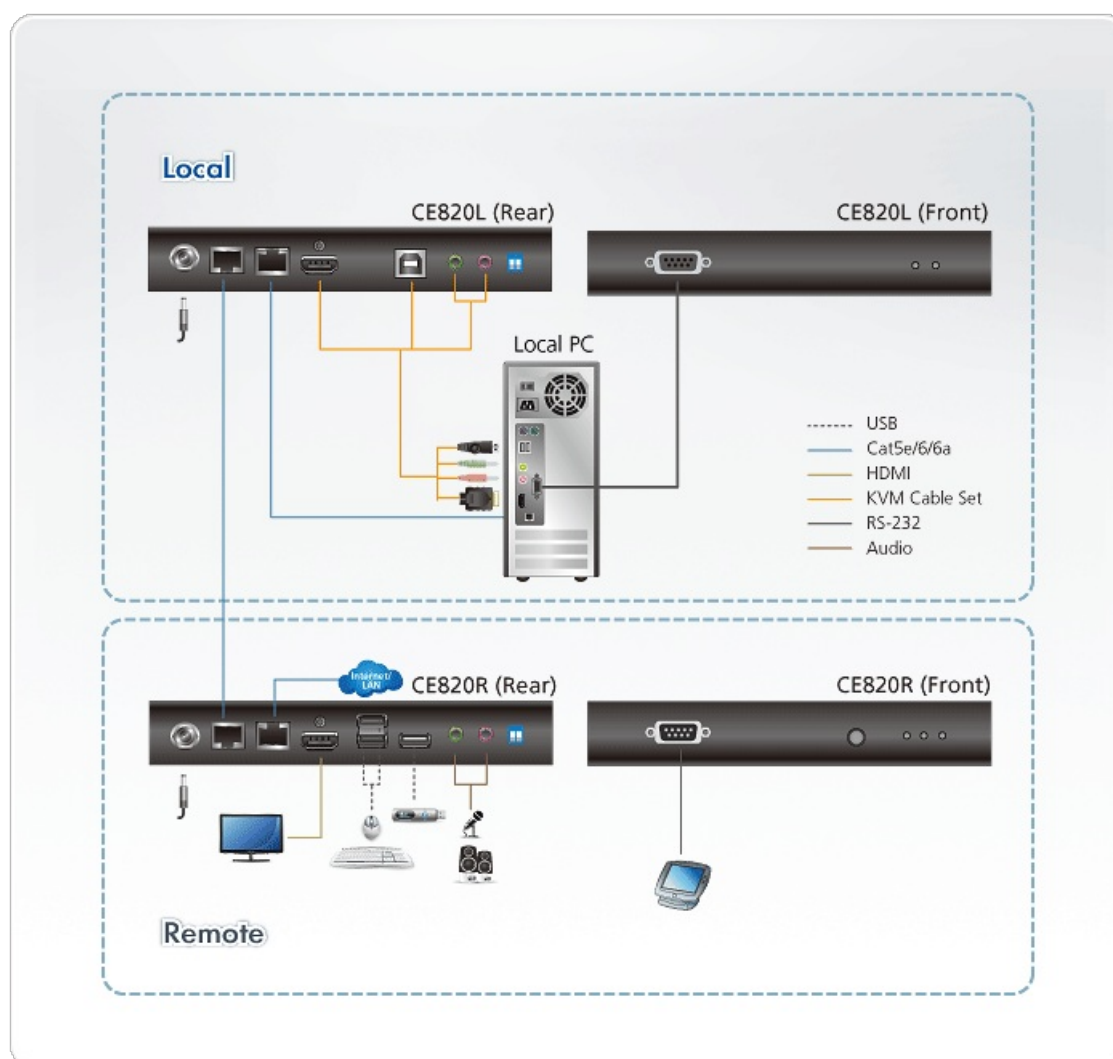 Local
CE820L (Rear)
CE820L (Front)
Local PC
USB
Cat5e/6/6a
HDMI
KVM Cable Set
RS-232
Audio
Internet/
LAN
CE820R (Rear)
CE820R (Front)
Remote